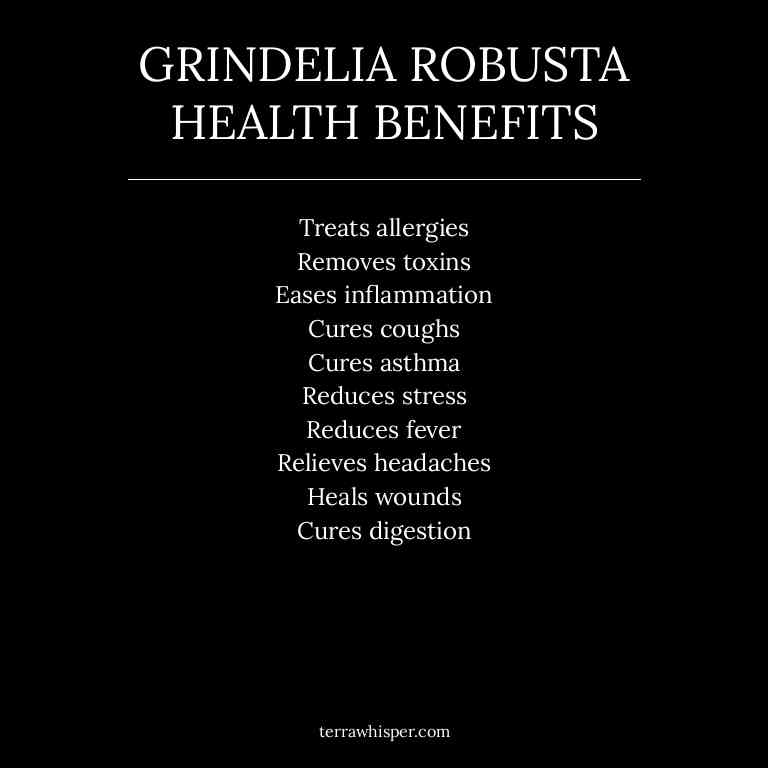 GRINDELIA ROBUSTA
HEALTH BENEFITS
Treats allergies
Removes toxins
Eases inflammation
Cures coughs
Cures asthma
Reduces stress
Reduces fever
Relieves headaches
Heals wounds
Cures digestion
terrawhisper.com